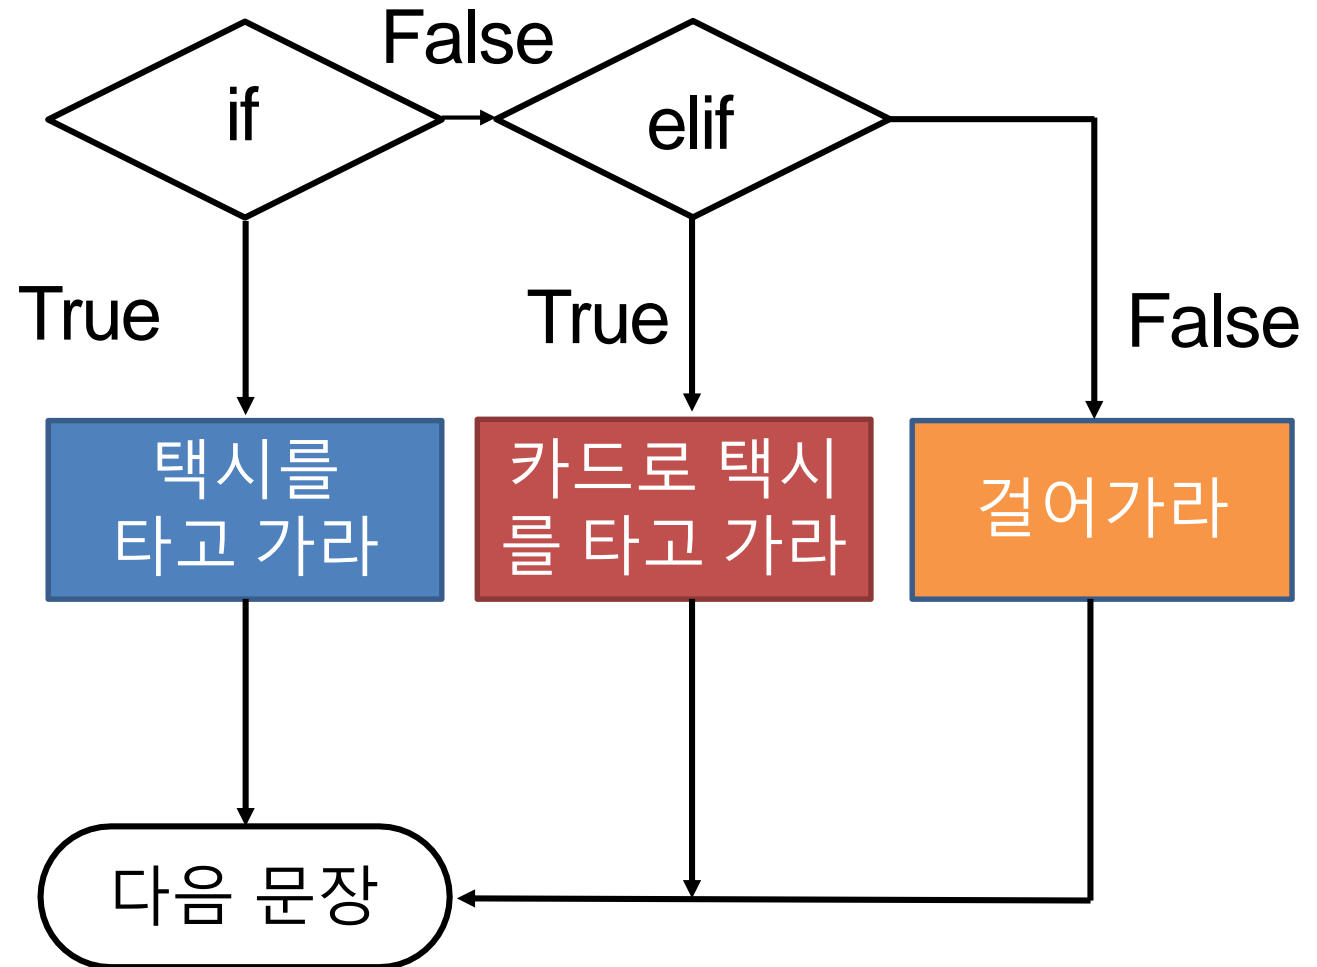 False
if
elif
True
True
False
택시를
타고 가라
카드로 택시
를 타고 가라
걸어가라
다음 문장